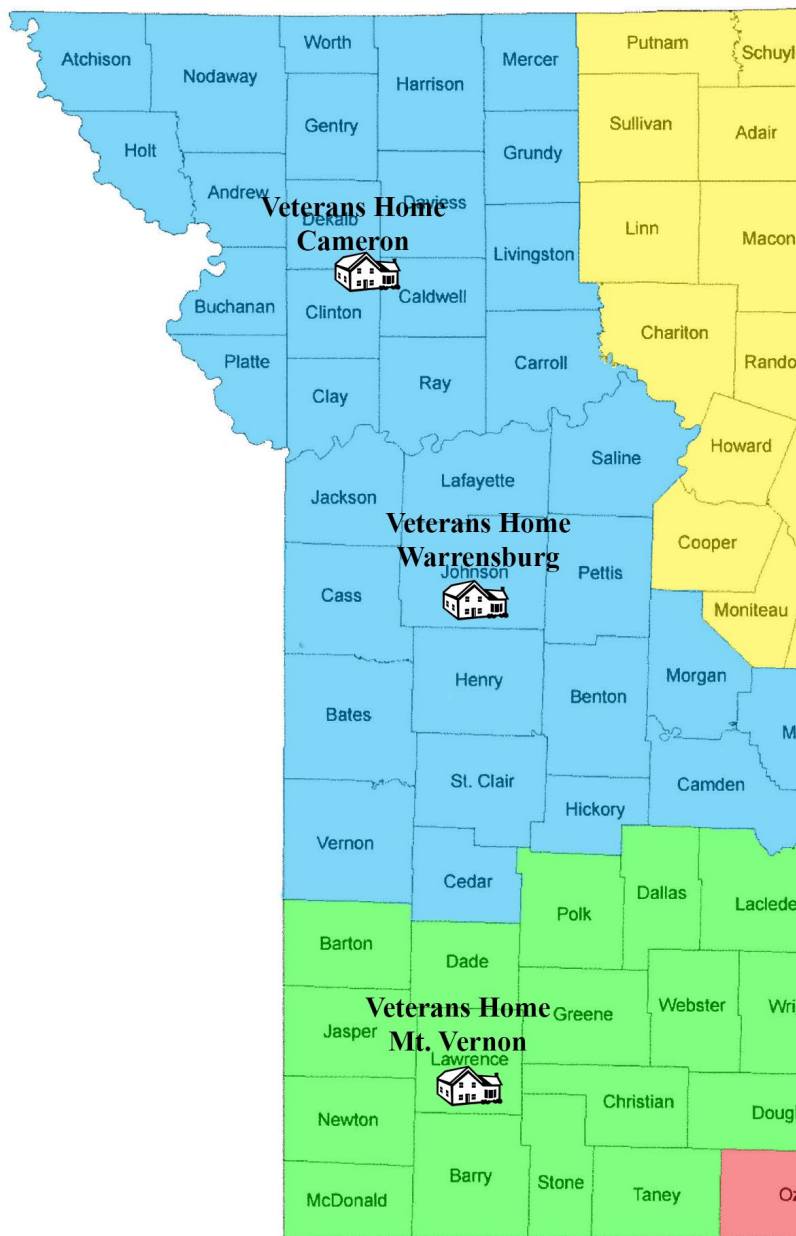 Atchison
Nodaway
Worth
Harrison
Mercer
Putnam
Schuyl
Holt
Gentry
Grundy
Sullivan
Adair
Andrew
Dekalb
Daviess
Veterans Home
Cameron
Livingston
Linn
Macon
Buchanan
Clinton
Caldwell
Chariton
Rando
Platte
Clay
Ray
Carroll
Howard
Jackson
Lafayette
Saline
Cooper
Veterans Home
Warrensburg
Cass
Johnson
Pettis
Moniteau
Bates
Henry
Benton
Morgan
M
Vernon
St. Clair
Hickory
Camden
Cedar
Polk
Dallas
Laclede
Barton
Dade
Veterans Home
Mt. Vernon
Jasper
Lawrence
Greene
Webster
Wri
Newton
Christian
Doug
McDonald
Barry
Stone
Taney
Oz